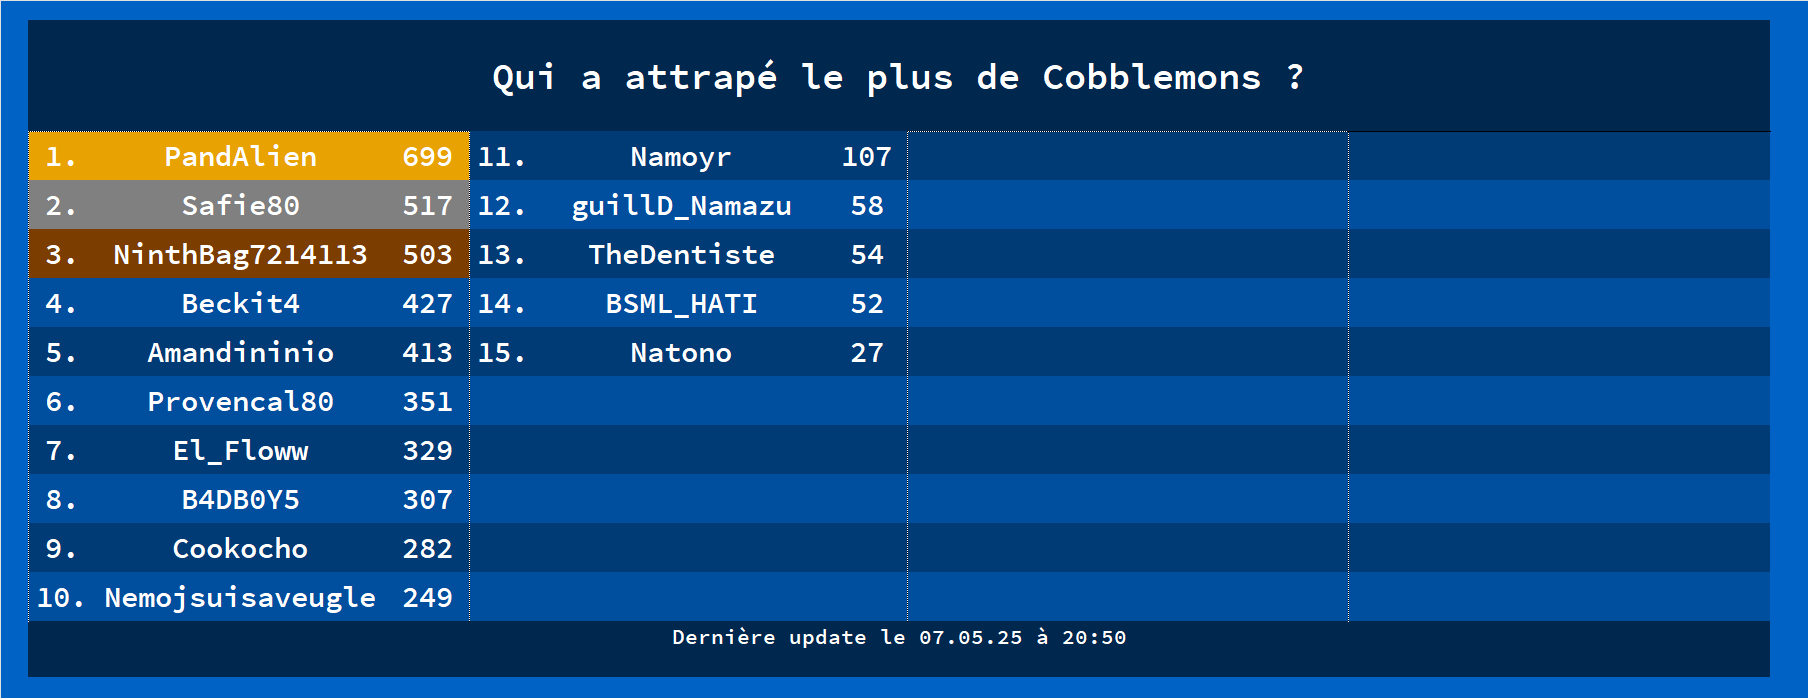 Qui a attrapé le plus de Cobblemons ?
1. PandAlien 699
2. Safie80 517
3. NinthBag7214113 503
4. Beckit4 427
5. Amandininio 413
6. Provencal80 351
7. El_Floww 329
8. B4DB0Y5 307
9. Cookocho 282
10. Nemojsuisaveugle 249
11. Namoyr 107
12. guillD_Namazu 58
13. TheDentiste 54
14. BSML_HATI 52
15. Natono 27
Dernière update le 07.05.25 à 20:50